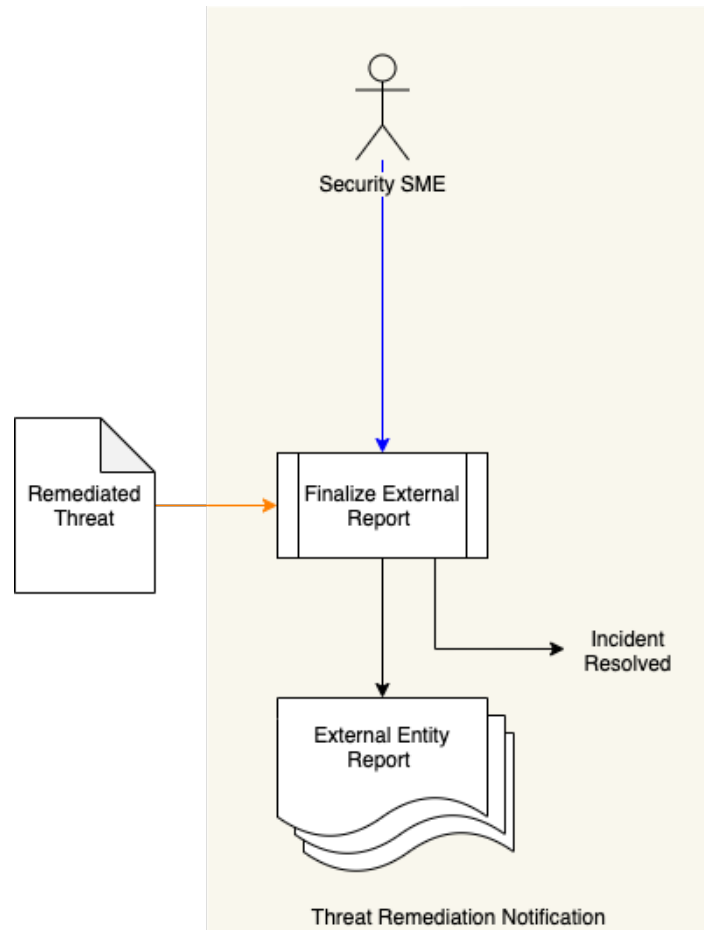 Security SME
Remediated
Threat
Finalize External
Report
Incident
Resolved
External Entity
Report
Threat Remediation Notification